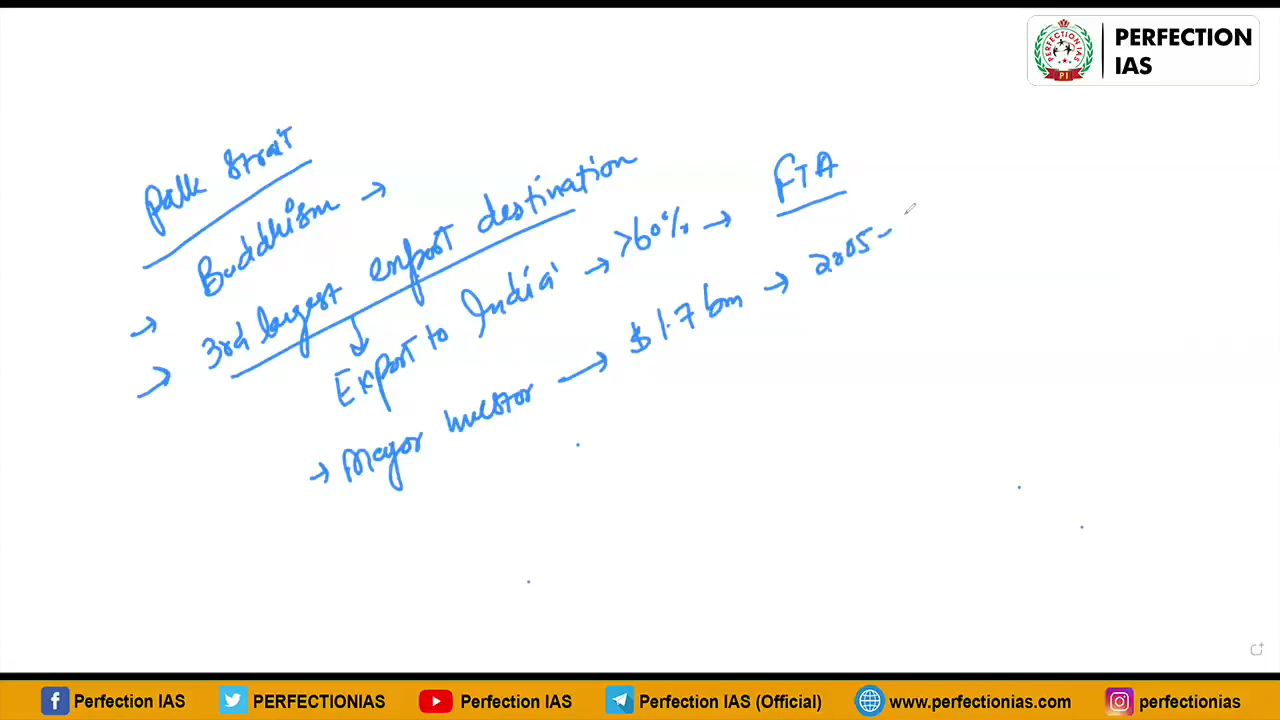 PERFECTION
IAS
Palk Strait
Buddhism →
→ 3rd largest export destination
→ Export to India → >60% → FTA
→ Major Investor → $1.7 bn → 2005-
Perfection IAS
PERFECTIONIAS
Perfection IAS
Perfection IAS (Official)
www.perfectionias.com
perfectionias